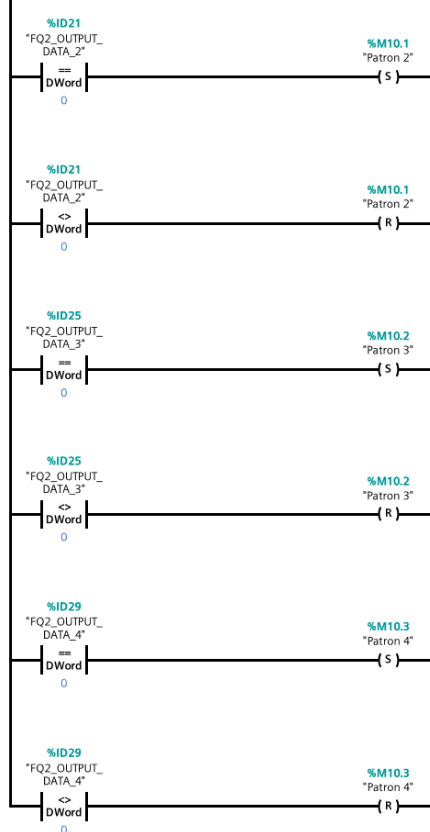 %ID21
"FQ2_OUTPUT_
DATA_2"
==
DWord
0
%M10.1
"Patron 2"
S
%ID21
"FQ2_OUTPUT_
DATA_2"
<>
DWord
0
%M10.1
"Patron 2"
R
%ID25
"FQ2_OUTPUT_
DATA_3"
==
DWord
0
%M10.2
"Patron 3"
S
%ID25
"FQ2_OUTPUT_
DATA_3"
<>
DWord
0
%M10.2
"Patron 3"
R
%ID29
"FQ2_OUTPUT_
DATA_4"
==
DWord
0
%M10.3
"Patron 4"
S
%ID29
"FQ2_OUTPUT_
DATA_4"
<>
DWord
0
%M10.3
"Patron 4"
R